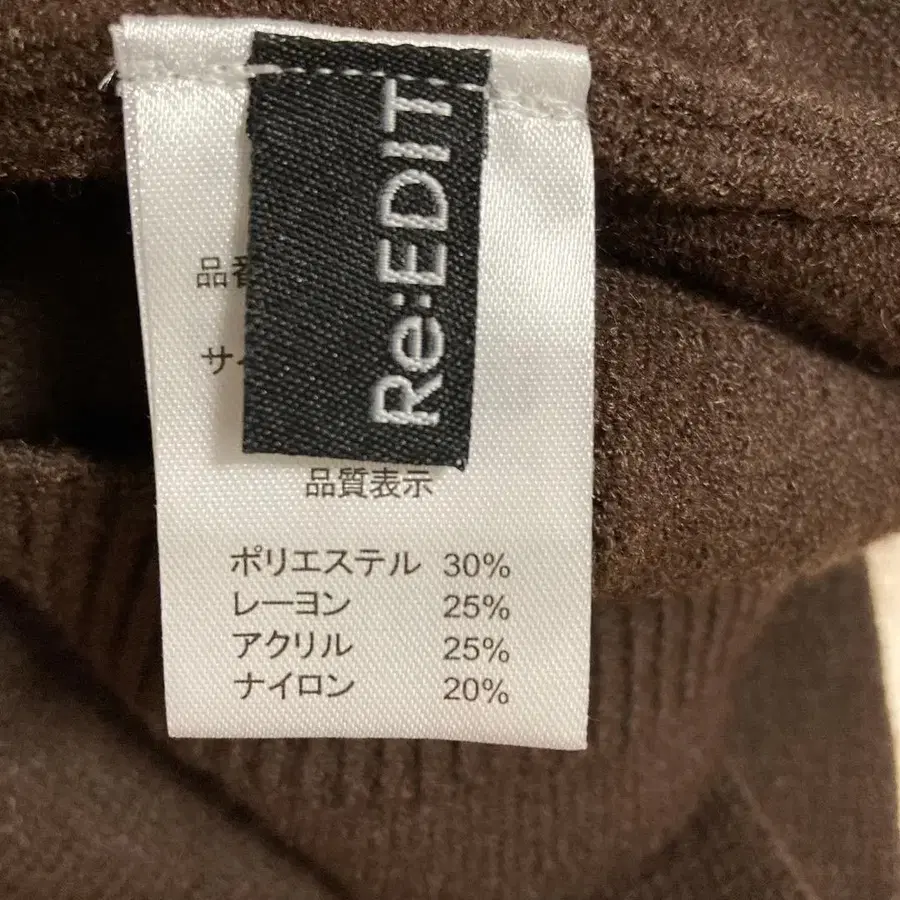 Re:EDIT
品質表示
ポリエステル 30%
レーヨン 25%
アクリル 25%
ナイロン 20%